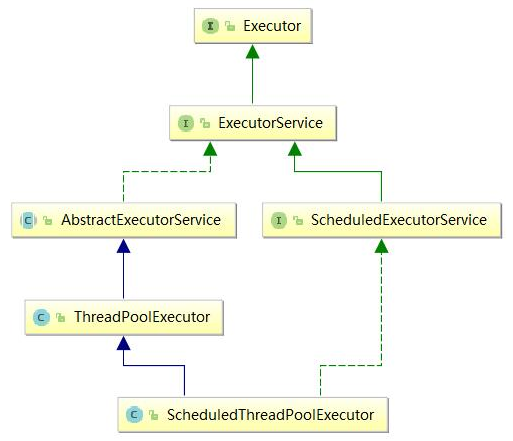 I Executor
I ExecutorService
C AbstractExecutorService
I ScheduledExecutorService
C ThreadPoolExecutor
C ScheduledThreadPoolExecutor